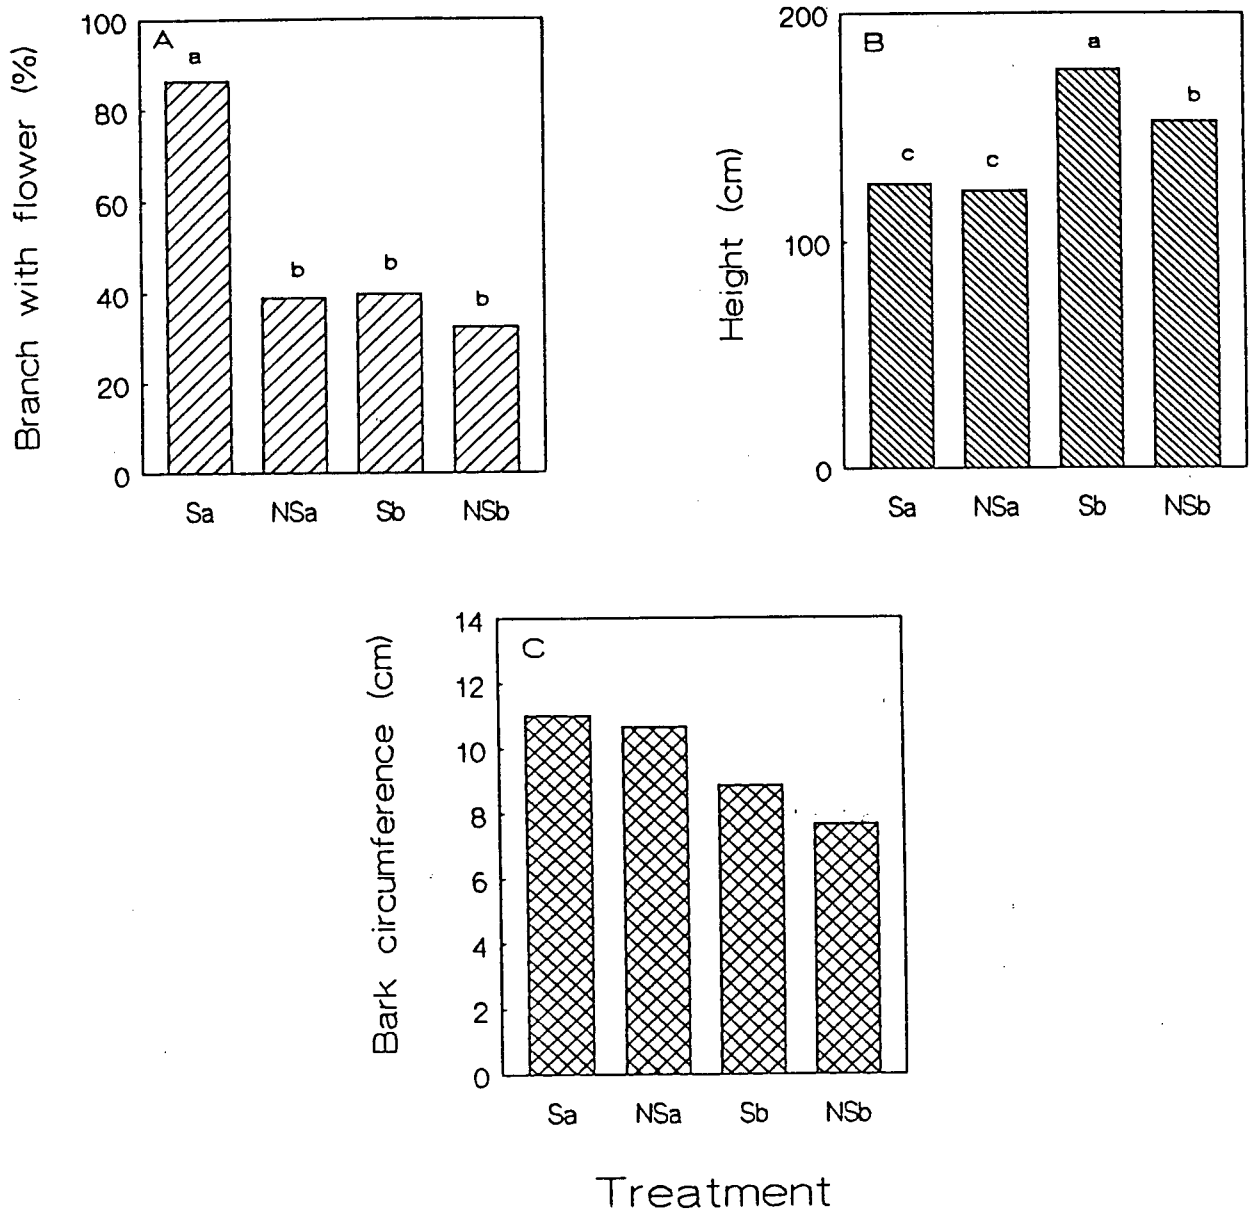 Branch with flower (%)
100
80
60
40
20
0
A
a
b
b
b
Sa NSa Sb NSb
Height (cm)
200
100
0
B
c
c
a
b
Sa NSa Sb NSb
Bark circumference (cm)
14
12
10
8
6
4
2
0
C
Sa NSa Sb NSb
Treatment